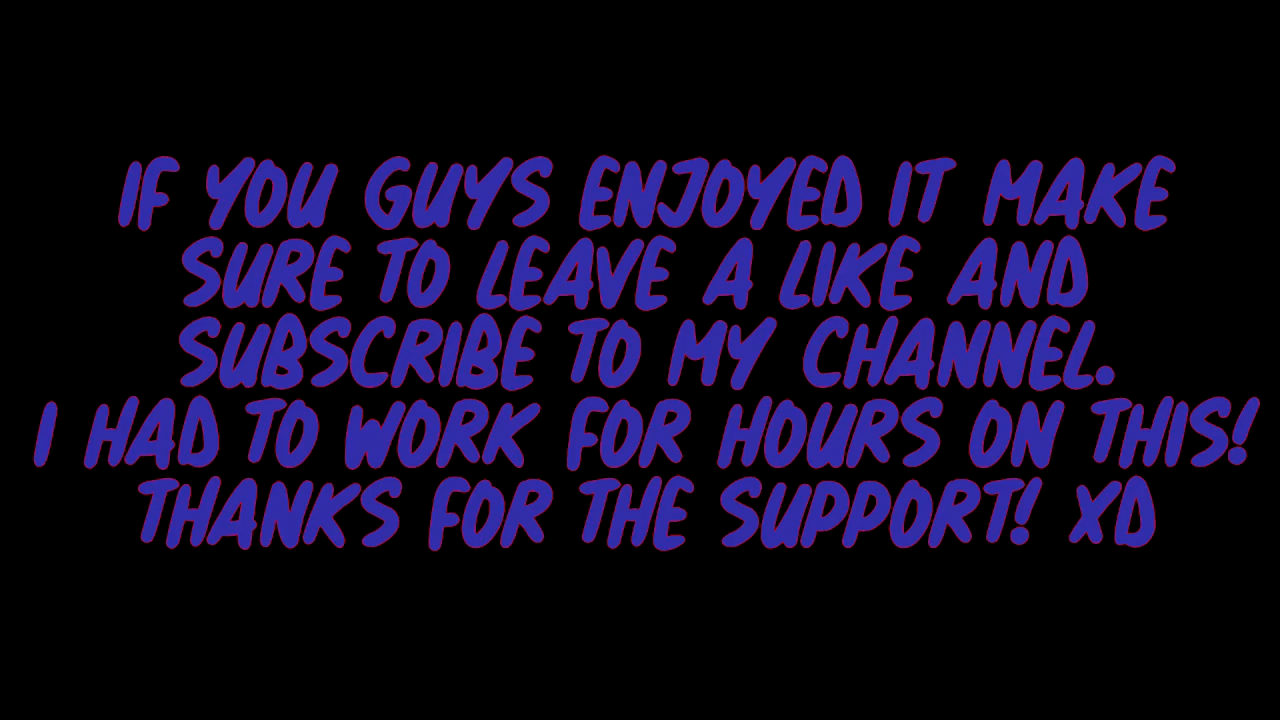 IF YOU GUYS ENJOYED IT MAKE
SURE TO LEAVE A LIKE AND
SUBSCRIBE TO MY CHANNEL.
I HAD TO WORK FOR HOURS ON THIS!
THANKS FOR THE SUPPORT! XD